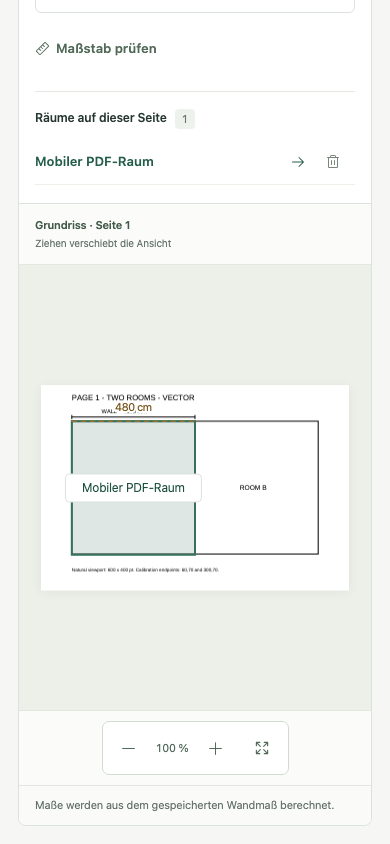 Maßstab prüfen
Räume auf dieser Seite 1
Mobiler PDF-Raum
Grundriss · Seite 1
Ziehen verschiebt die Ansicht
PAGE 1 - TWO ROOMS - VECTOR
480 cm
Mobiler PDF-Raum
ROOM B
Natural viewport: 600 x 400 pt. Calibration endpoints: 60,70 and 300,70.
100 %
Maße werden aus dem gespeicherten Wandmaß berechnet.